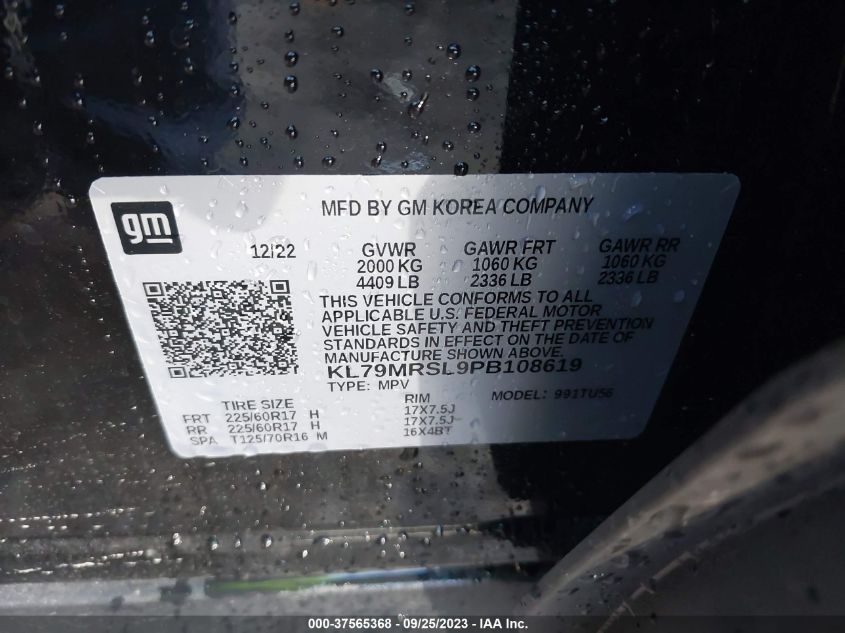 gm
MFD BY GM KOREA COMPANY
12/22 GVWR GAWR FRT GAWR RR
2000 KG 1060 KG 1060 KG
4409 LB 2336 LB 2336 LB
THIS VEHICLE CONFORMS TO ALL
APPLICABLE U.S. FEDERAL MOTOR
VEHICLE SAFETY AND THEFT PREVENTION
STANDARDS IN EFFECT ON THE DATE OF
MANUFACTURE SHOWN ABOVE.
KL79MRSL9PB108619
TYPE: MPV MODEL: 991TU56
TIRE SIZE RIM
FRT 225/60R17 H 17X7.5J
RR 225/60R17 H 17X7.5J
SPA T125/70R16 M 16X4BT
000-37565368 - 09/25/2023 - IAA Inc.